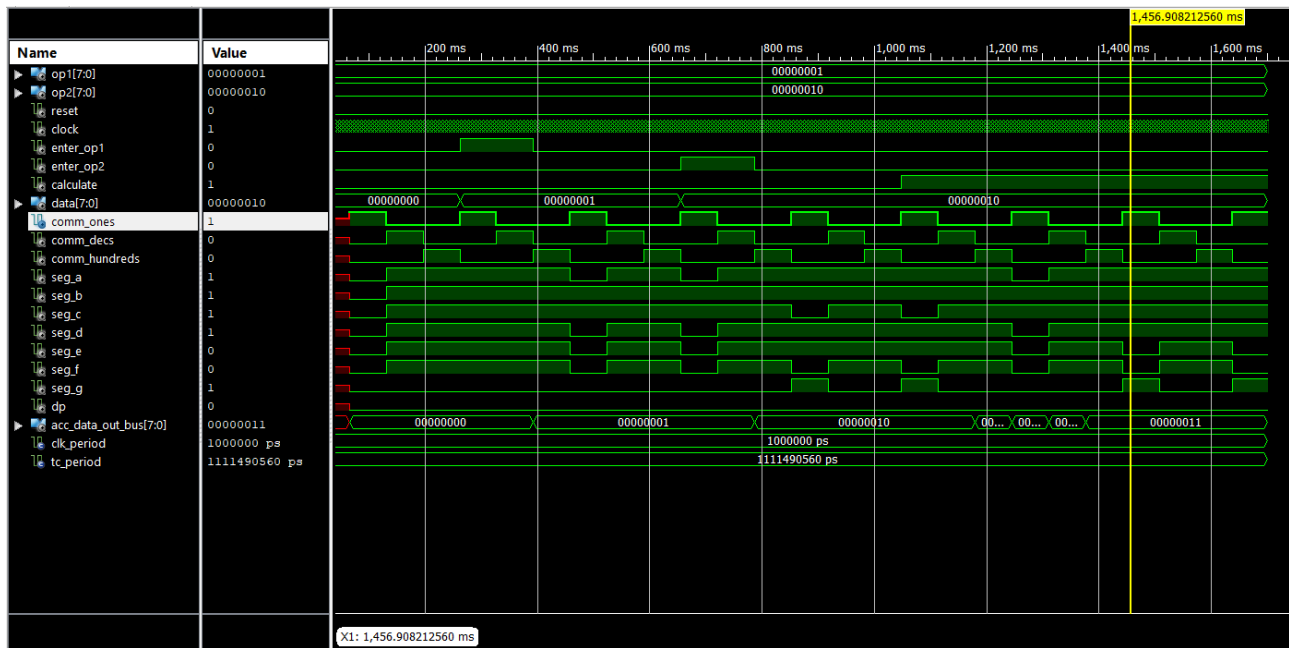 1,456.908212560 ms
Name Value 200 ms 400 ms 600 ms 800 ms 1,000 ms 1,200 ms 1,400 ms 1,600 ms
op1[7:0] 00000001 00000001
op2[7:0] 00000010 00000010
reset 0
clock 1
enter_op1 0
enter_op2 0
calculate 1
data[7:0] 00000010 00000000 00000001 00000010
comm_ones 1
comm_decs 0
comm_hundreds 0
seg_a 1
seg_b 1
seg_c 1
seg_d 1
seg_e 0
seg_f 0
seg_g 1
dp 0
acc_data_out_bus[7:0] 00000011 00000000 00000001 00000010 00... 00... 00... 00000011
clk_period 1000000 ps 1000000 ps
tc_period 1111490560 ps 1111490560 ps
X1: 1,456.908212560 ms